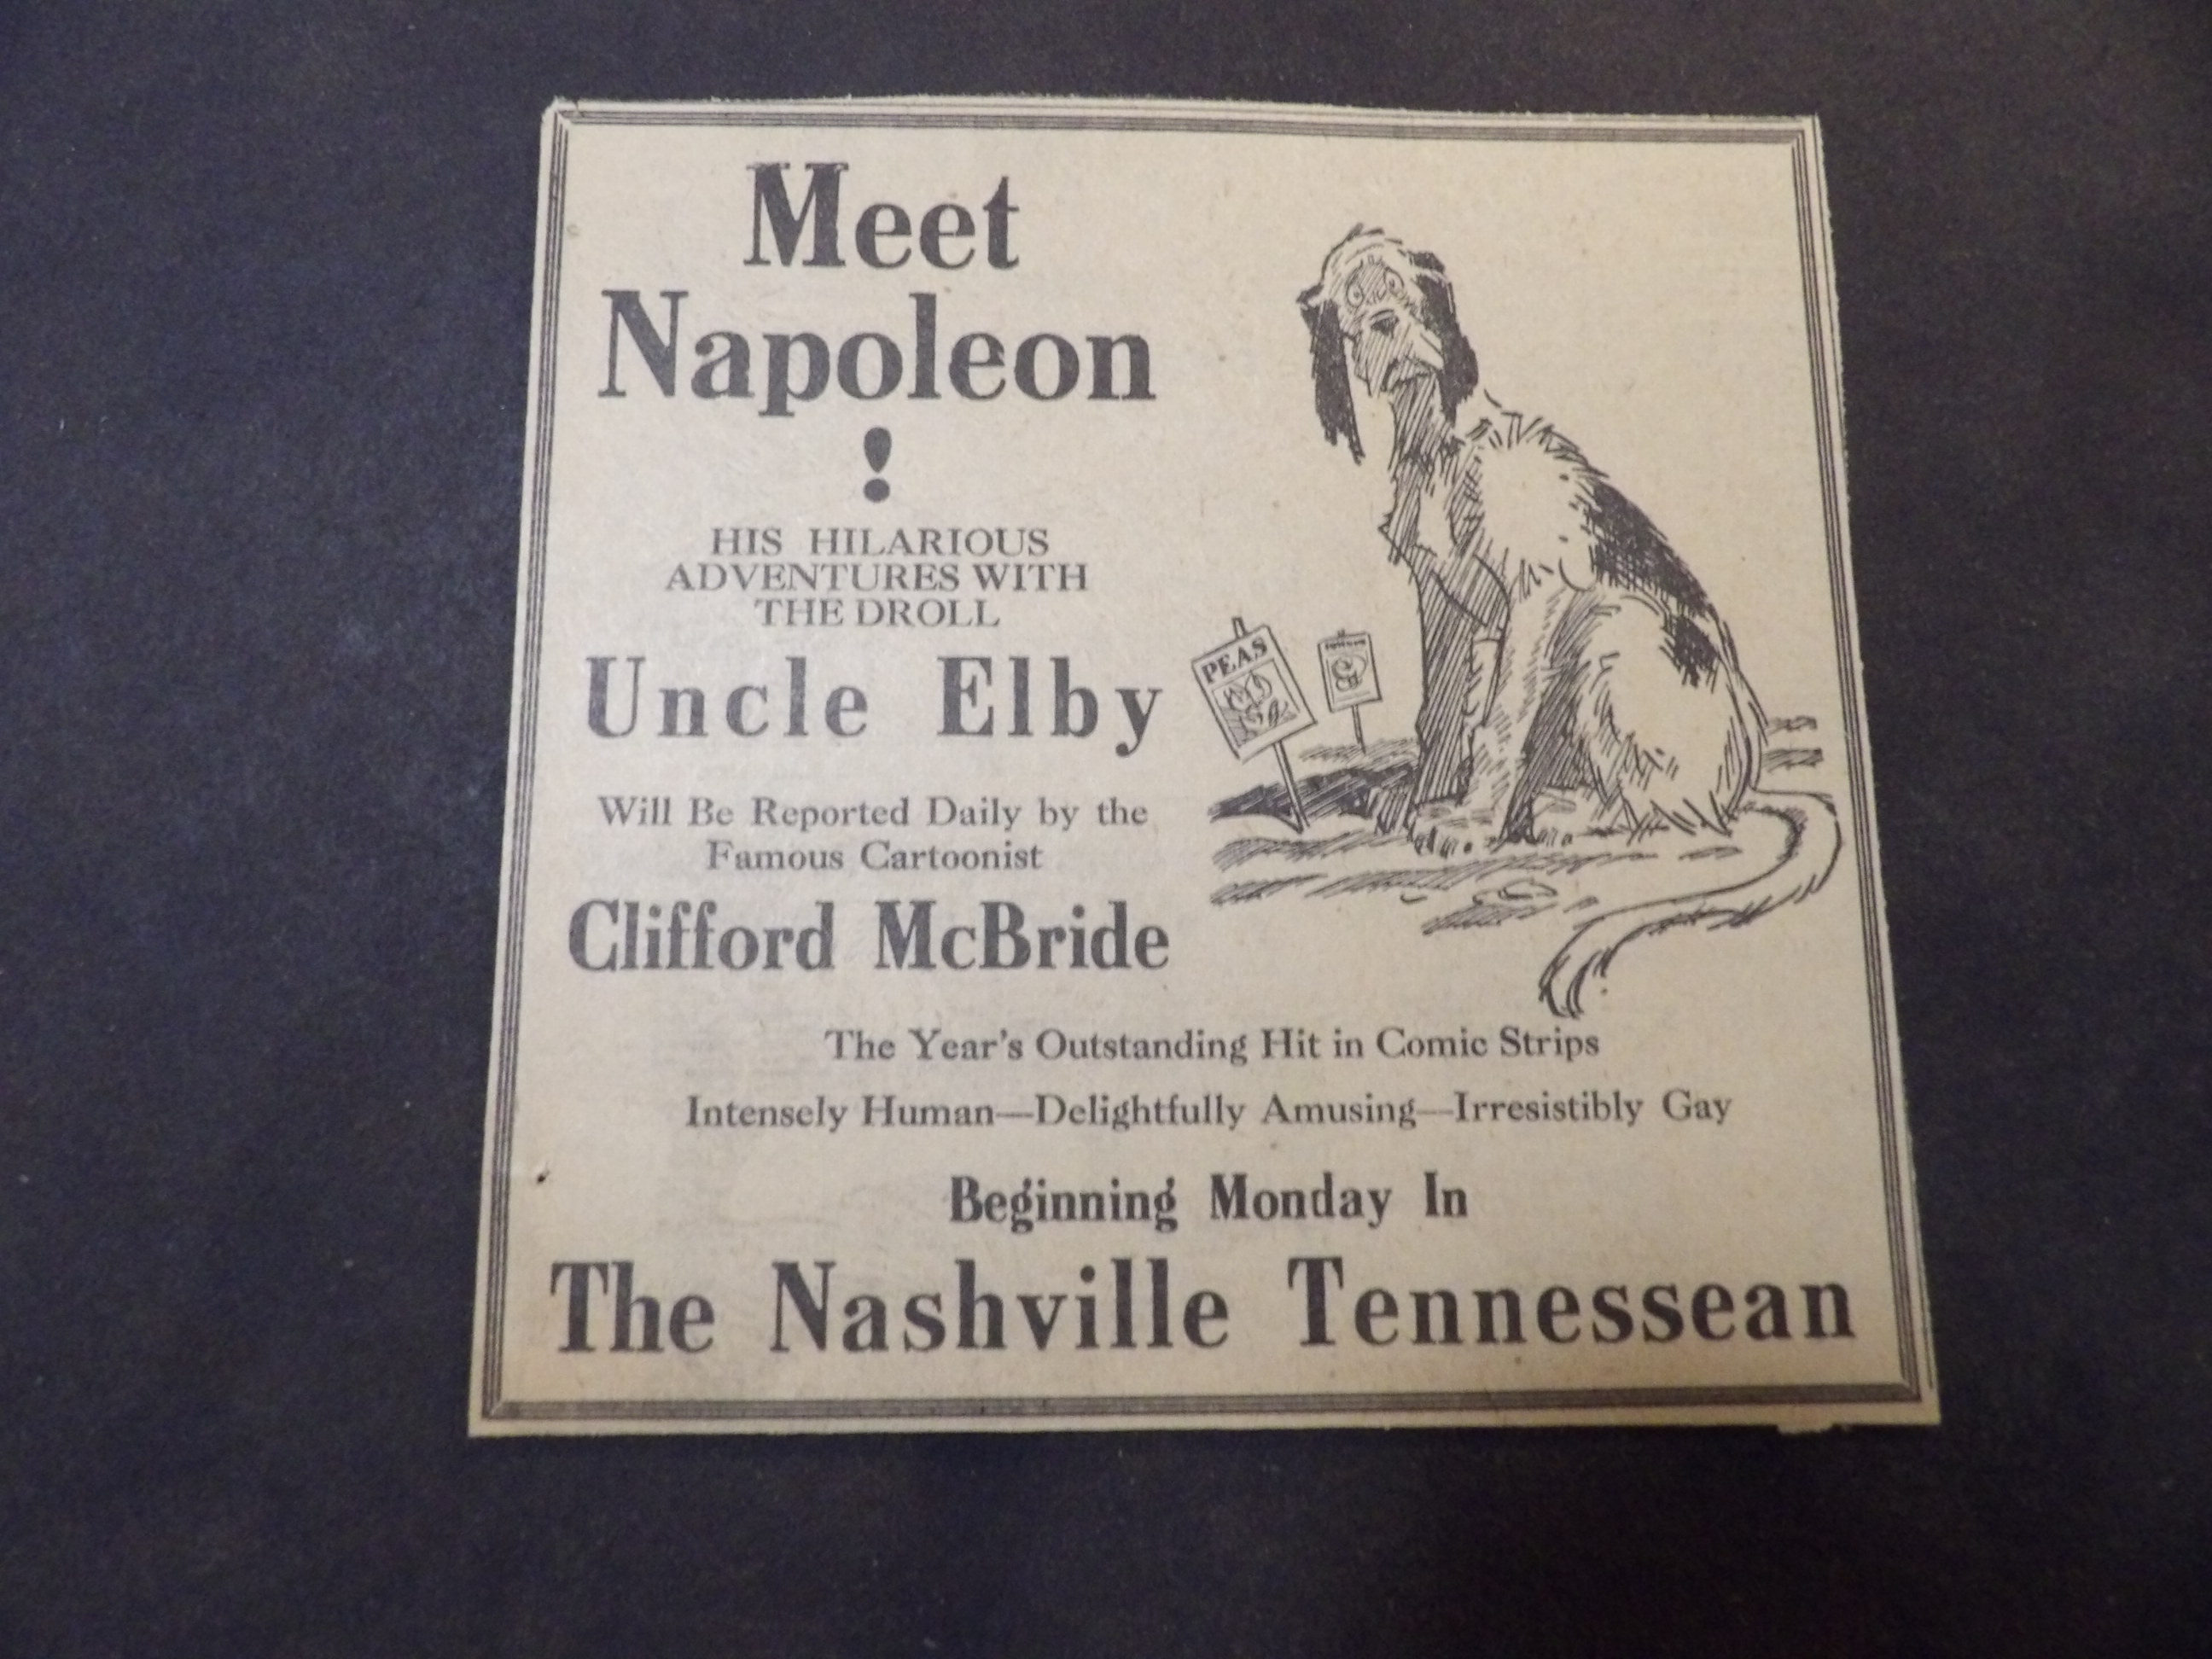 Meet
Napoleon
!
HIS HILARIOUS
ADVENTURES WITH
THE DROLL
Uncle Elby
Will Be Reported Daily by the
Famous Cartoonist
Clifford McBride
PEAS
The Year's Outstanding Hit in Comic Strips
Intensely Human—Delightfully Amusing—Irresistibly Gay
Beginning Monday In
The Nashville Tennessean